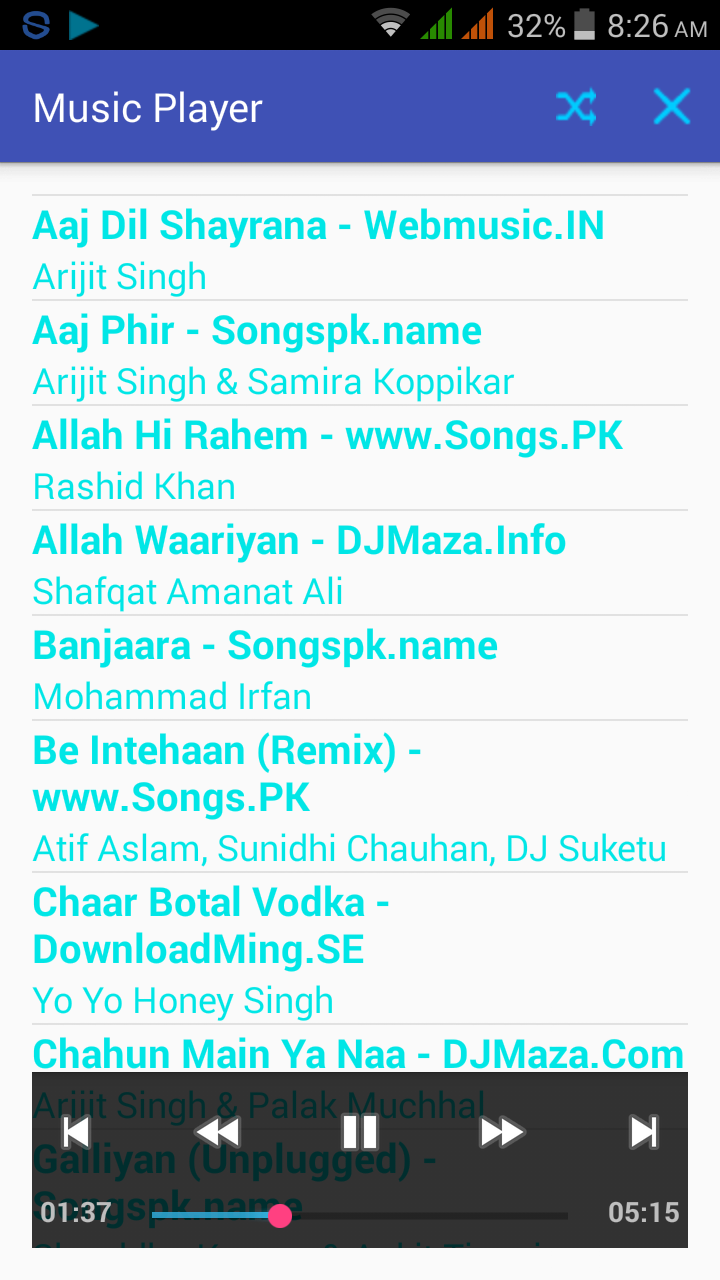 32% 8:26 AM
Music Player
Aaj Dil Shayrana - Webmusic.IN
Arijit Singh
Aaj Phir - Songspk.name
Arijit Singh & Samira Koppikar
Allah Hi Rahem - www.Songs.PK
Rashid Khan
Allah Waariyan - DJMaza.Info
Shafqat Amanat Ali
Banjaara - Songspk.name
Mohammad Irfan
Be Intehaan (Remix) -
www.Songs.PK
Atif Aslam, Sunidhi Chauhan, DJ Suketu
Chaar Botal Vodka -
DownloadMing.SE
Yo Yo Honey Singh
Chahun Main Ya Naa - DJMaza.Com
Arijit Singh & Palak Muchhal
Galliyan (Unplugged) -
Songspk.name
01:37 05:15